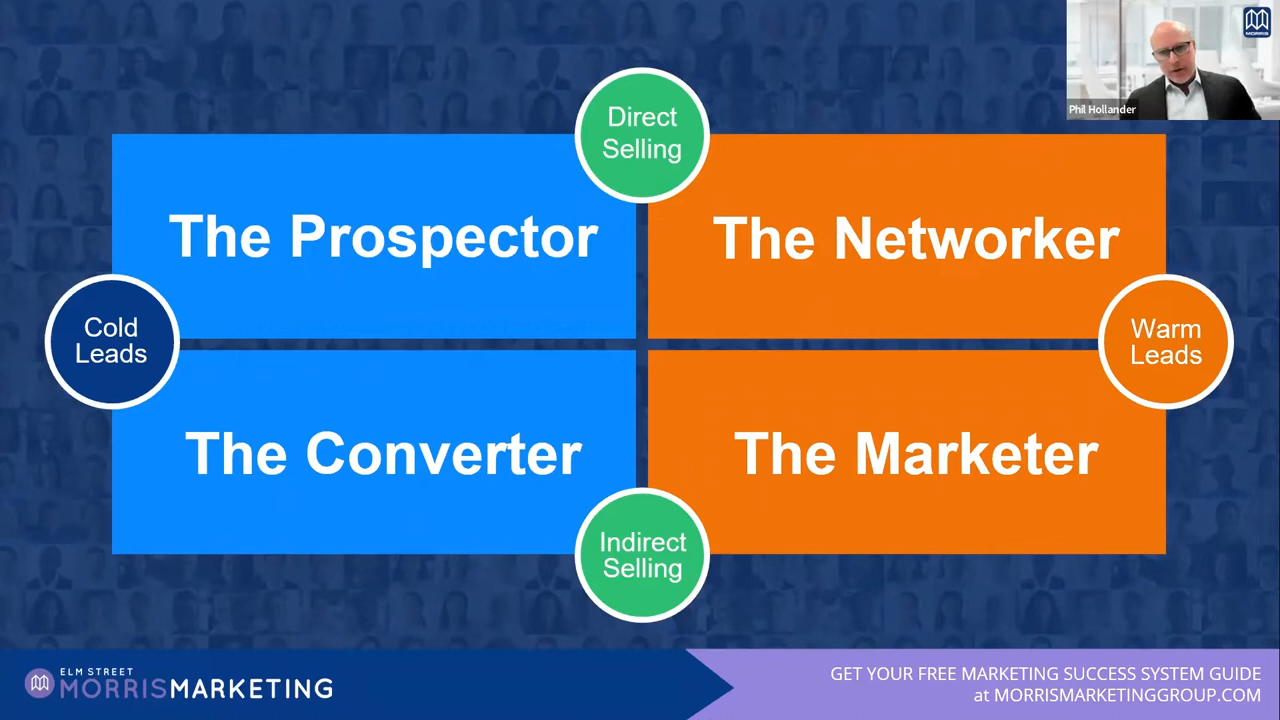 MORRIS
Phil Hollander
Direct
Selling
The Prospector
The Networker
Cold
Leads
Warm
Leads
The Converter
The Marketer
Indirect
Selling
ELM STREET
MORRISMARKETING
GET YOUR FREE MARKETING SUCCESS SYSTEM GUIDE
at MORRISMARKETINGGROUP.COM